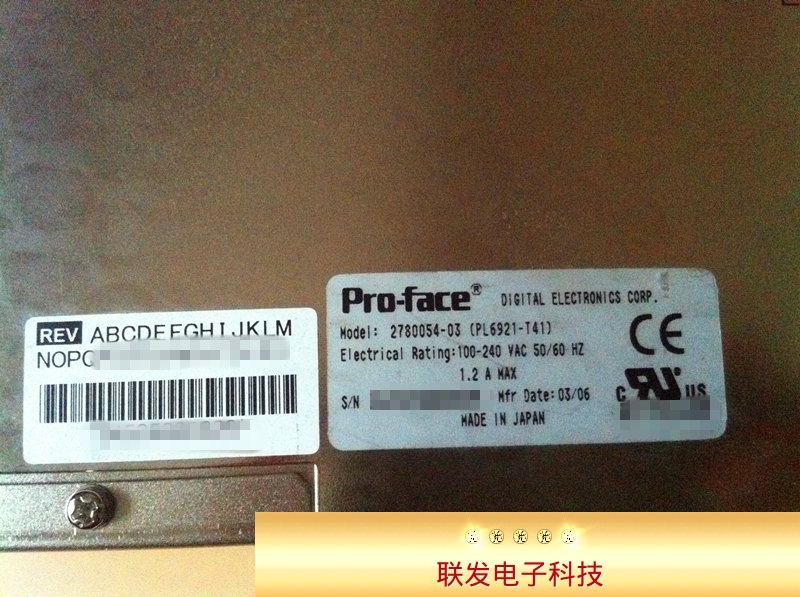 REV ABCDEFGHIJKLM
NOPQ
Pro-face® DIGITAL ELECTRONICS CORP.
Model: 2780054-03 (PL6921-T41)
Electrical Rating:100-240 VAC 50/60 HZ
1.2 A MAX
S/N
Mfr Date:03/06
MADE IN JAPAN
CE
C RU US
联发电子科技